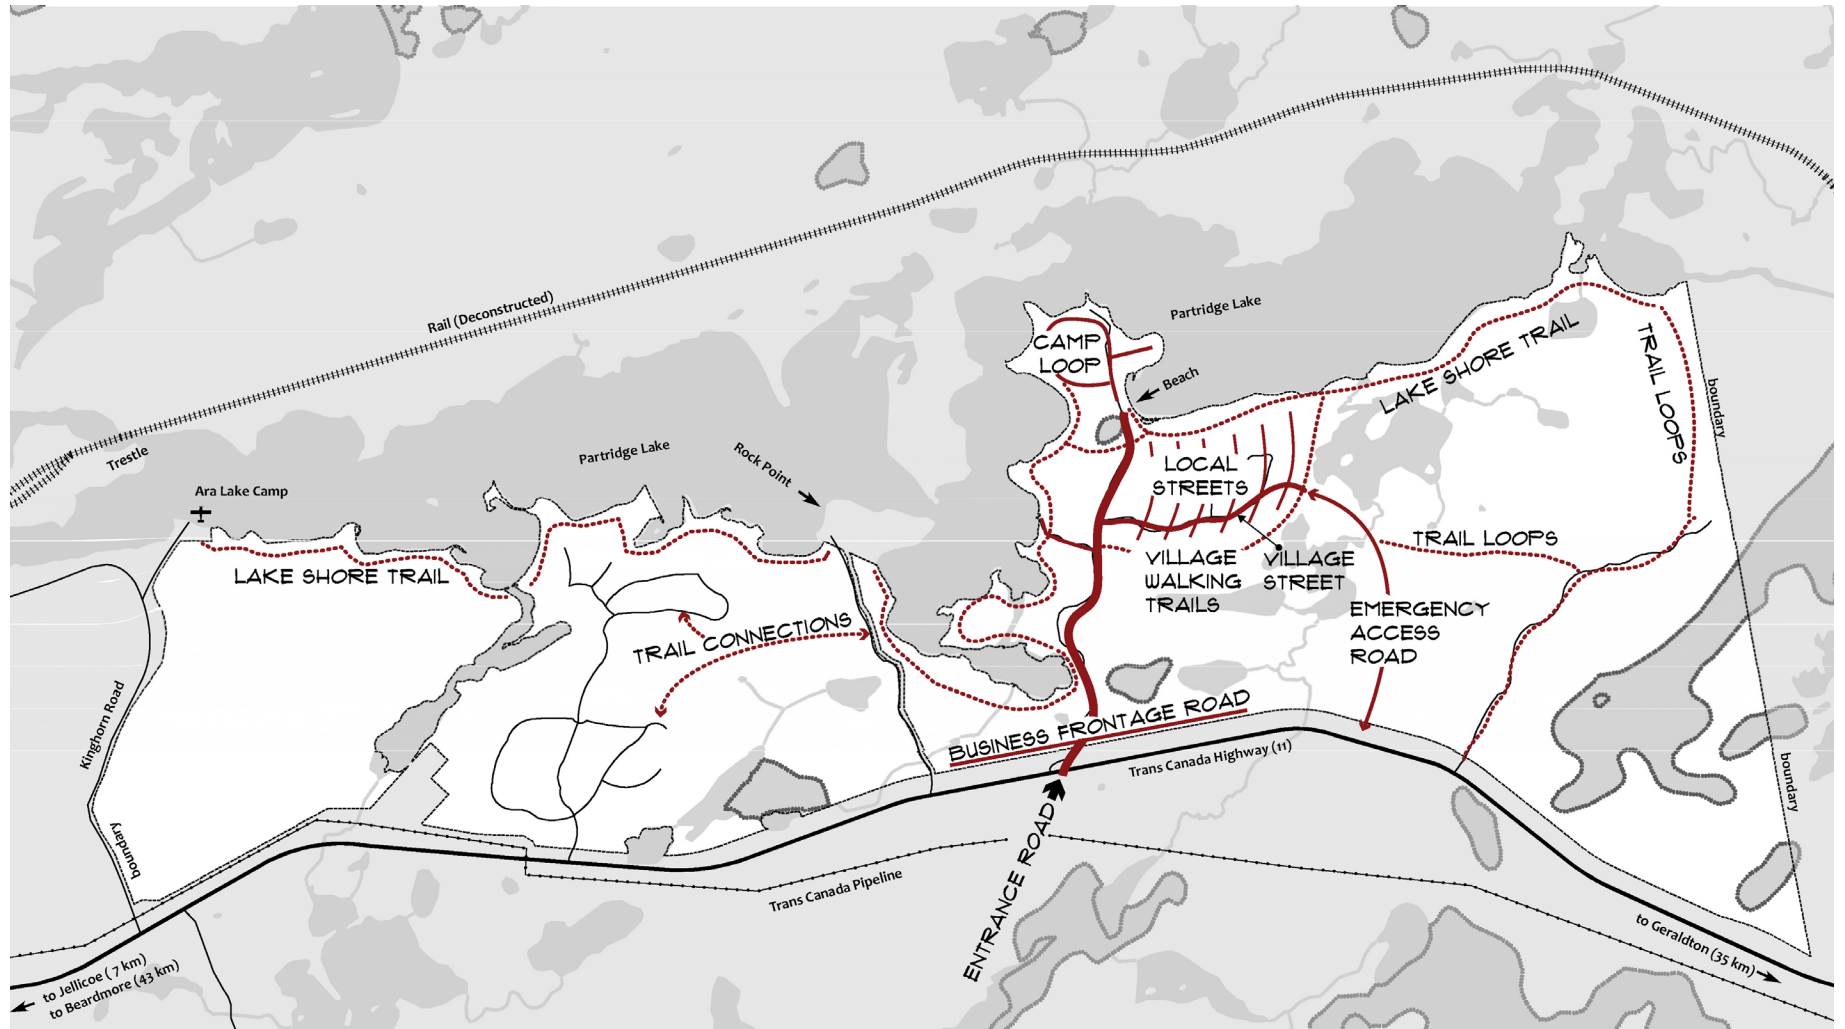 Rail (Deconstructed)
Trestle
Ara Lake Camp
Partridge Lake
Rock Point
Partridge Lake
Beach
CAMP
LOOP
LAKE SHORE TRAIL
TRAIL LOOPS
boundary
LOCAL
STREETS
LAKE SHORE TRAIL
TRAIL CONNECTIONS
VILLAGE
WALKING
TRAILS
VILLAGE
STREET
TRAIL LOOPS
EMERGENCY
ACCESS
ROAD
Kinghorn Road
boundary
BUSINESS FRONTAGE ROAD
Trans Canada Highway (11)
boundary
ENTRANCE ROAD
Trans Canada Pipeline
to Jellicoe ( 7 km)
to Beardmore (43 km)
to Geraldton (35 km)